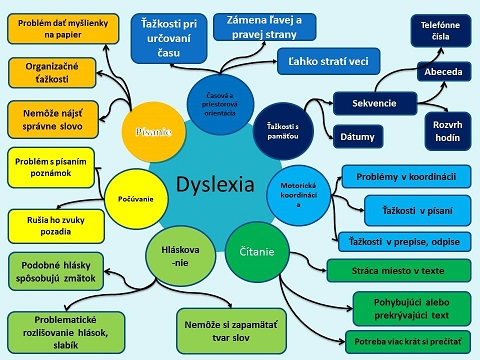 Problém dať myšlienky
na papier
Organizačné
ťažkosti
Nemôže nájsť
správne slovo
Písanie
Ťažkosti pri
určovaní
času
Zámena ľavej a
pravej strany
Ľahko stratí veci
Časová a
priestorová
orientácia
Telefónne
čísla
Abeceda
Rozvrh
hodín
Sekvencie
Dátumy
Ťažkosti s
pamäťou
Dyslexia
Problém s písaním
poznámok
Rušia ho zvuky
pozadia
Počúvanie
Motorická
koordináci
a
Problémy v koordinácii
Ťažkosti v písaní
Ťažkosti v prepise, odpise
Hláskova
-nie
Podobné hlásky
spôsobujú zmätok
Problematické
rozlišovanie hlások,
slabík
Nemôže si zapamätať
tvar slov
Čítanie
Stráca miesto v texte
Pohybujúci alebo
prekrývajúci text
Potreba viac krát si prečítať